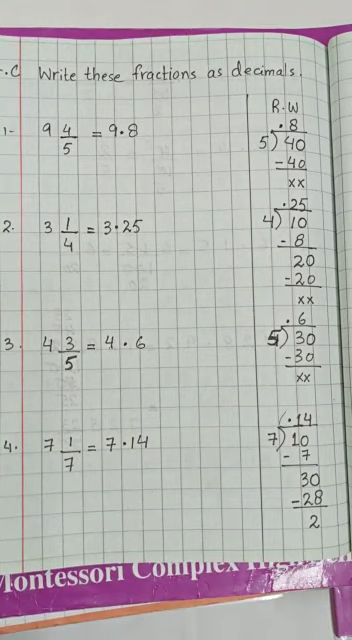 .C Write these fractions as decimals.
R.W
1- 9 4/5 = 9.8
.8
5) 40
-40
xx
2. 3 1/4 = 3.25
.25
4) 10
- 8
20
-20
xx
3. 4 3/5 = 4.6
.6
5) 30
-30
xx
4. 7 1/7 = 7.14
.14
7) 10
- 7
30
-28
2
Montessori Complex